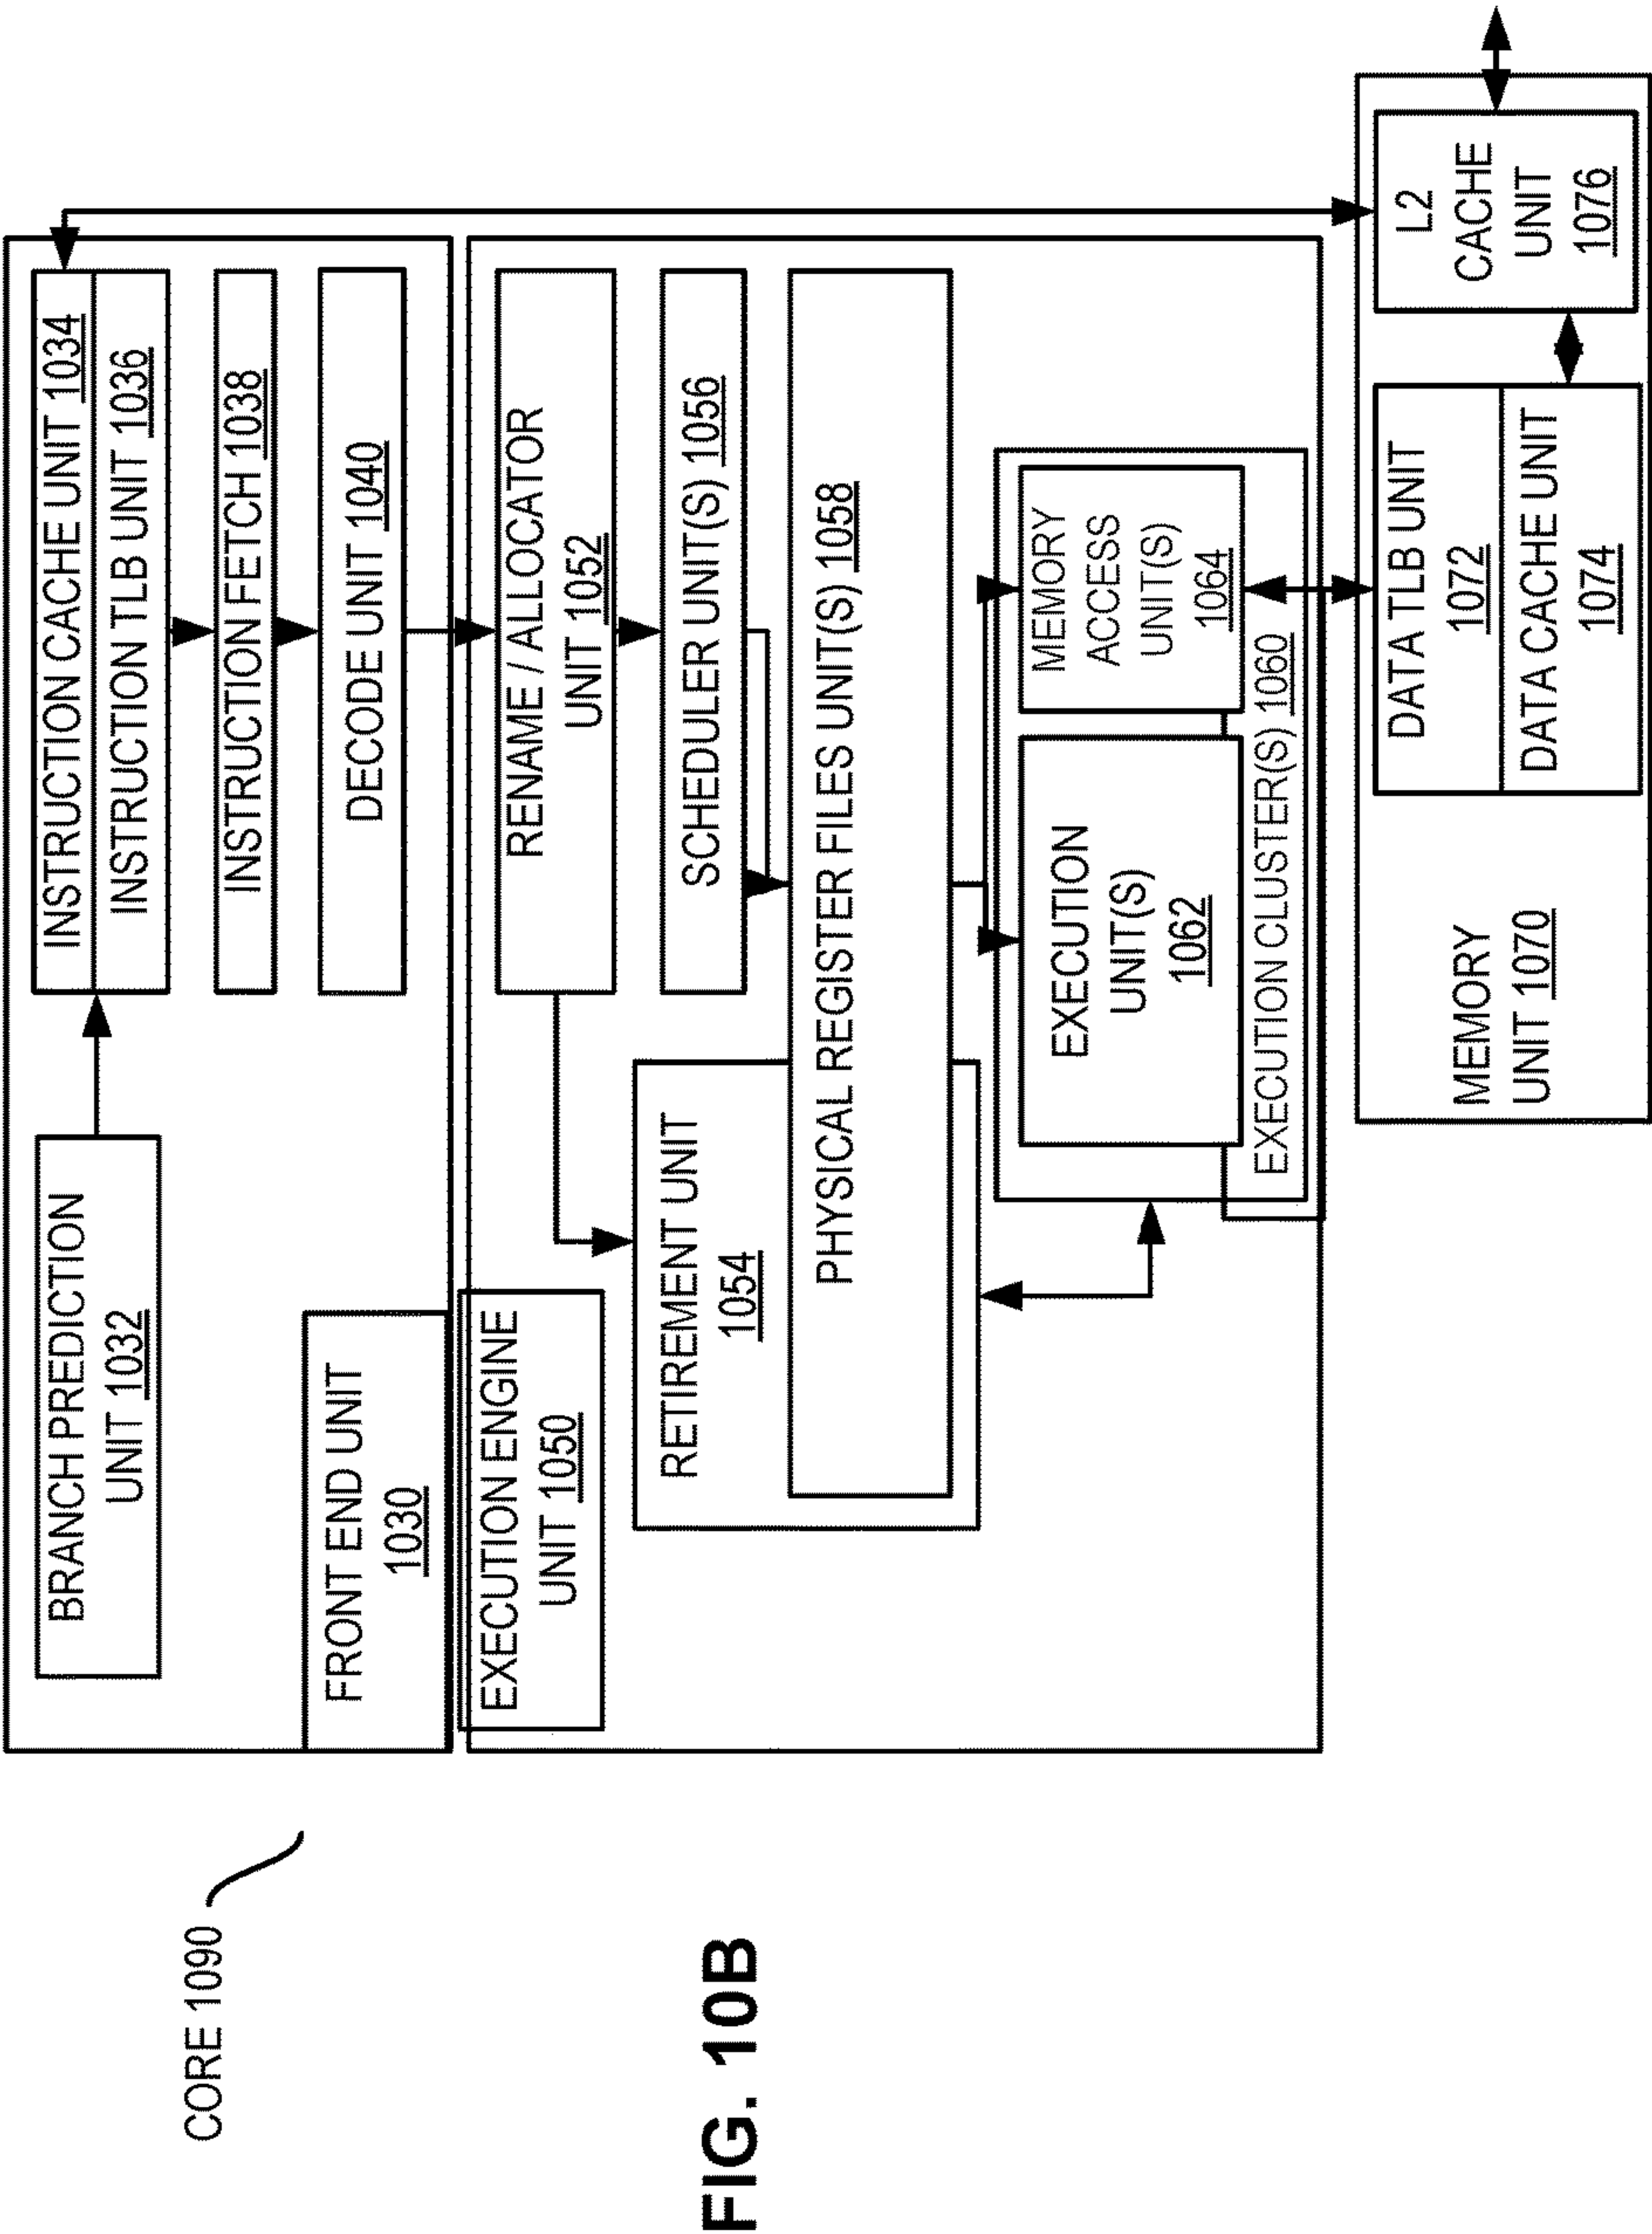 CORE 1090
BRANCH PREDICTION
UNIT 1032
INSTRUCTION CACHE UNIT 1034
INSTRUCTION TLB UNIT 1036
INSTRUCTION FETCH 1038
FRONT END UNIT
1030
DECODE UNIT 1040
EXECUTION ENGINE
UNIT 1050
RENAME / ALLOCATOR
UNIT 1052
RETIREMENT UNIT
1054
SCHEDULER UNIT(S) 1056
PHYSICAL REGISTER FILES UNIT(S) 1058
EXECUTION
UNIT(S)
1062
MEMORY
ACCESS
UNIT(S)
1064
EXECUTION CLUSTER(S) 1060
MEMORY
UNIT 1070
DATA TLB UNIT
1072
DATA CACHE UNIT
1074
L2
CACHE
UNIT
1076
FIG. 10B